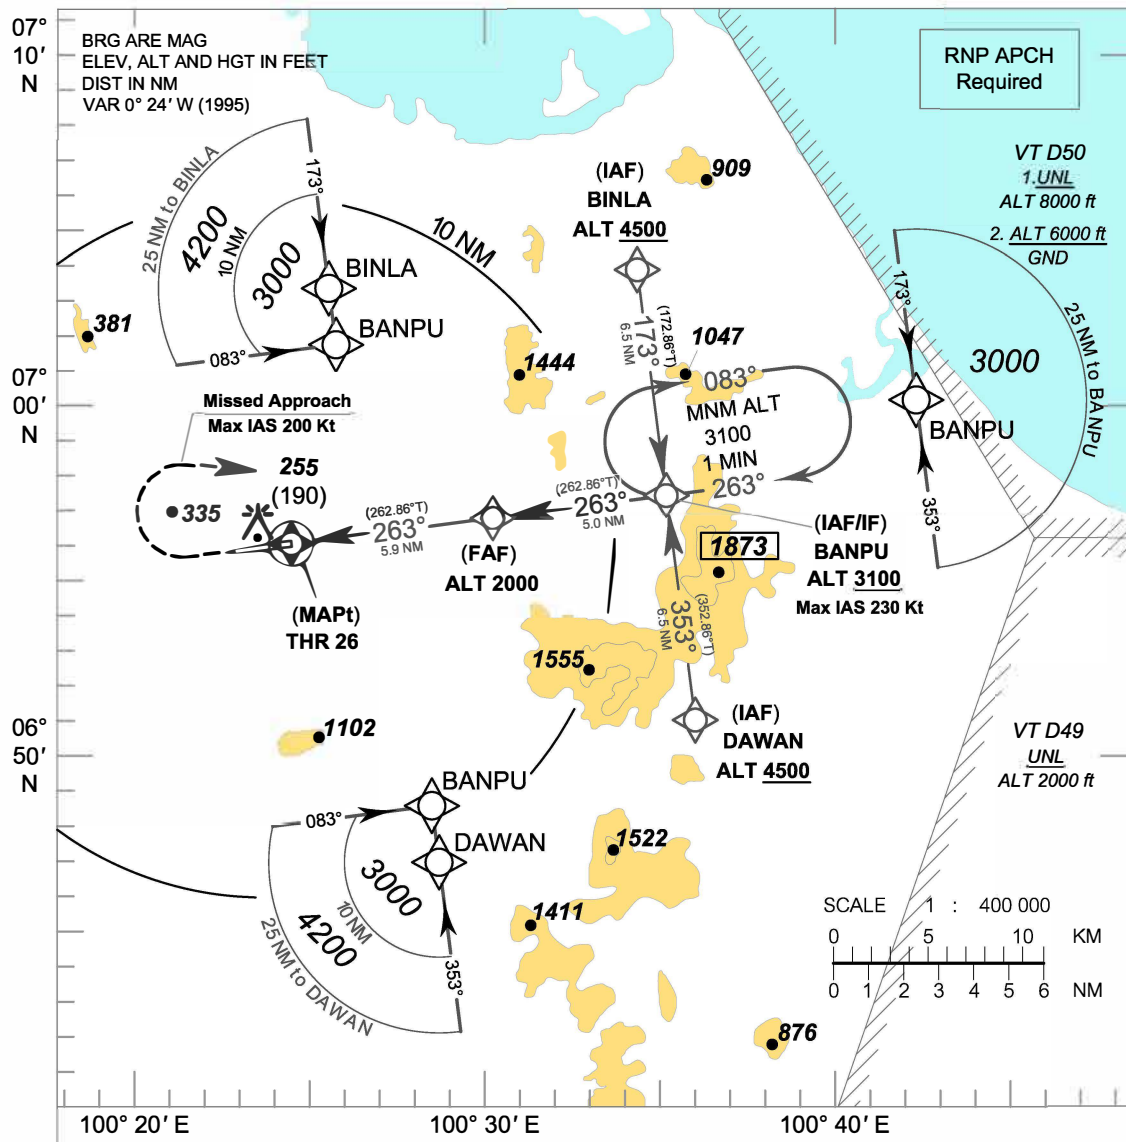 07°
10'
N
BRG ARE MAG
ELEV, ALT AND HGT IN FEET
DIST IN NM
VAR 0° 24' W (1995)
RNP APCH
Required
VT D50
1.UNL
ALT 8000 ft
2. ALT 6000 ft
GND
25 NM to BINLA
4200
10 NM
3000
173°
BINLA
BANPU
083°
10 NM
(IAF)
BINLA
ALT 4500
909
173°
6.5 NM
(172.86°T)
1047
083°
MNM ALT
3100
1 MIN
263°
173°
25 NM to BANPU
3000
BANPU
353°
381
1444
07°
00'
N
Missed Approach
Max IAS 200 Kt
255
(190)
335
(262.86°T)
263°
5.9 NM
(262.86°T)
263°
5.0 NM
(FAF)
ALT 2000
(IAF/IF)
BANPU
ALT 3100
Max IAS 230 Kt
1873
(MAPt)
THR 26
353°
6.5 NM
(352.86°T)
1555
(IAF)
DAWAN
ALT 4500
06°
50'
N
1102
VT D49
UNL
ALT 2000 ft
BANPU
083°
DAWAN
3000
10 NM
4200
25 NM to DAWAN
353°
1522
1411
876
SCALE 1 : 400 000
0 5 10 KM
0 1 2 3 4 5 6 NM
100° 20' E
100° 30' E
100° 40' E